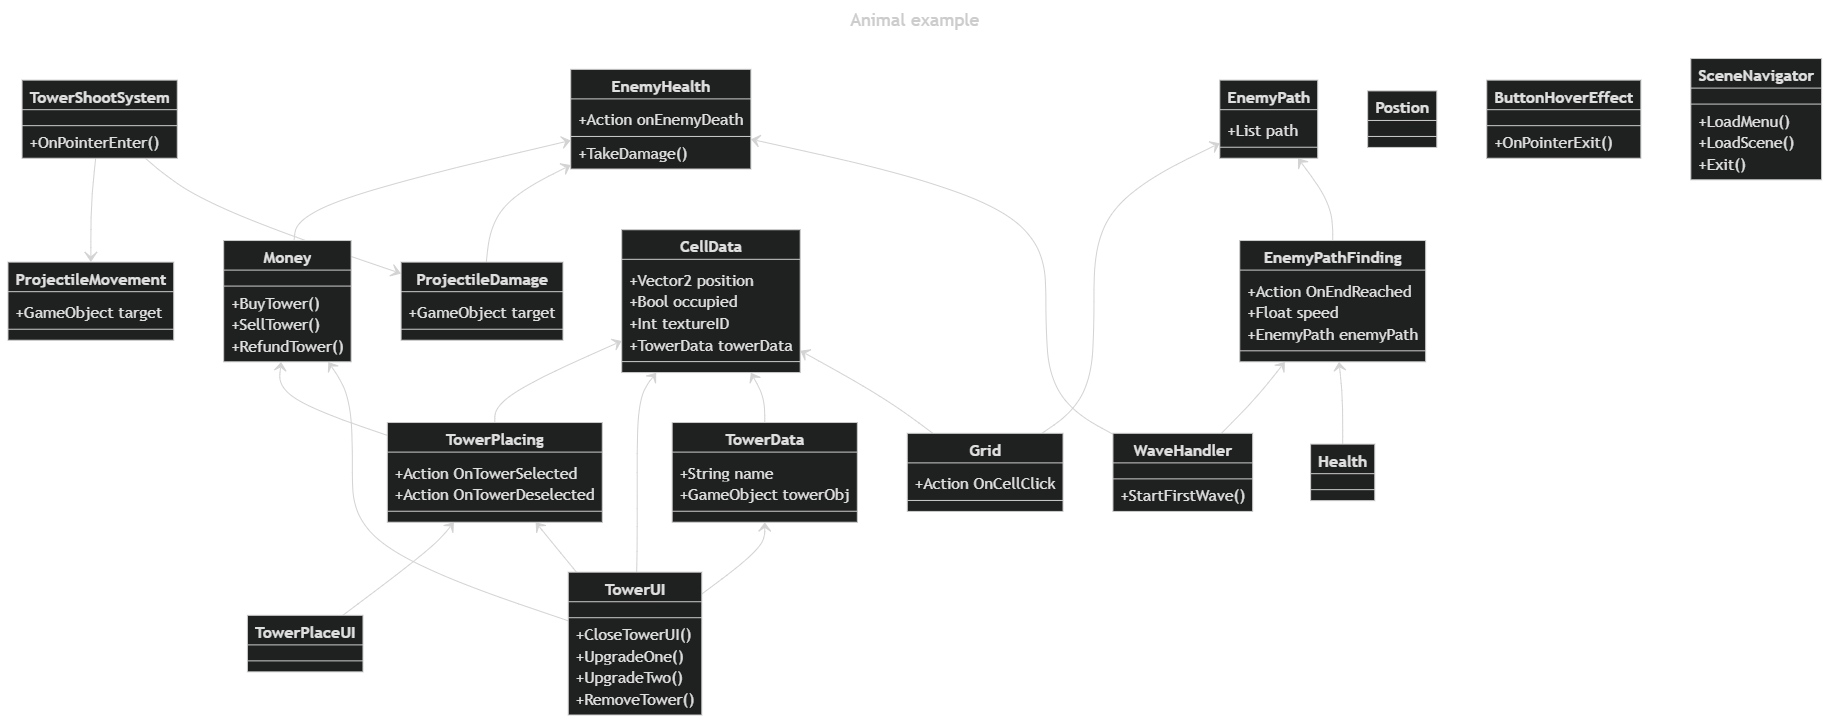 Animal example
TowerShootSystem
+OnPointerEnter()
EnemyHealth
+Action onEnemyDeath
+TakeDamage()
EnemyPath
+List path
Postion
ButtonHoverEffect
+OnPointerExit()
SceneNavigator
+LoadMenu()
+LoadScene()
+Exit()
ProjectileMovement
+GameObject target
Money
+BuyTower()
+SellTower()
+RefundTower()
ProjectileDamage
+GameObject target
CellData
+Vector2 position
+Bool occupied
+Int textureID
+TowerData towerData
EnemyPathFinding
+Action OnEndReached
+Float speed
+EnemyPath enemyPath
TowerPlacing
+Action OnTowerSelected
+Action OnTowerDeselected
TowerData
+String name
+GameObject towerObj
Grid
+Action OnCellClick
WaveHandler
+StartFirstWave()
Health
TowerPlaceUI
TowerUI
+CloseTowerUI()
+UpgradeOne()
+UpgradeTwo()
+RemoveTower()